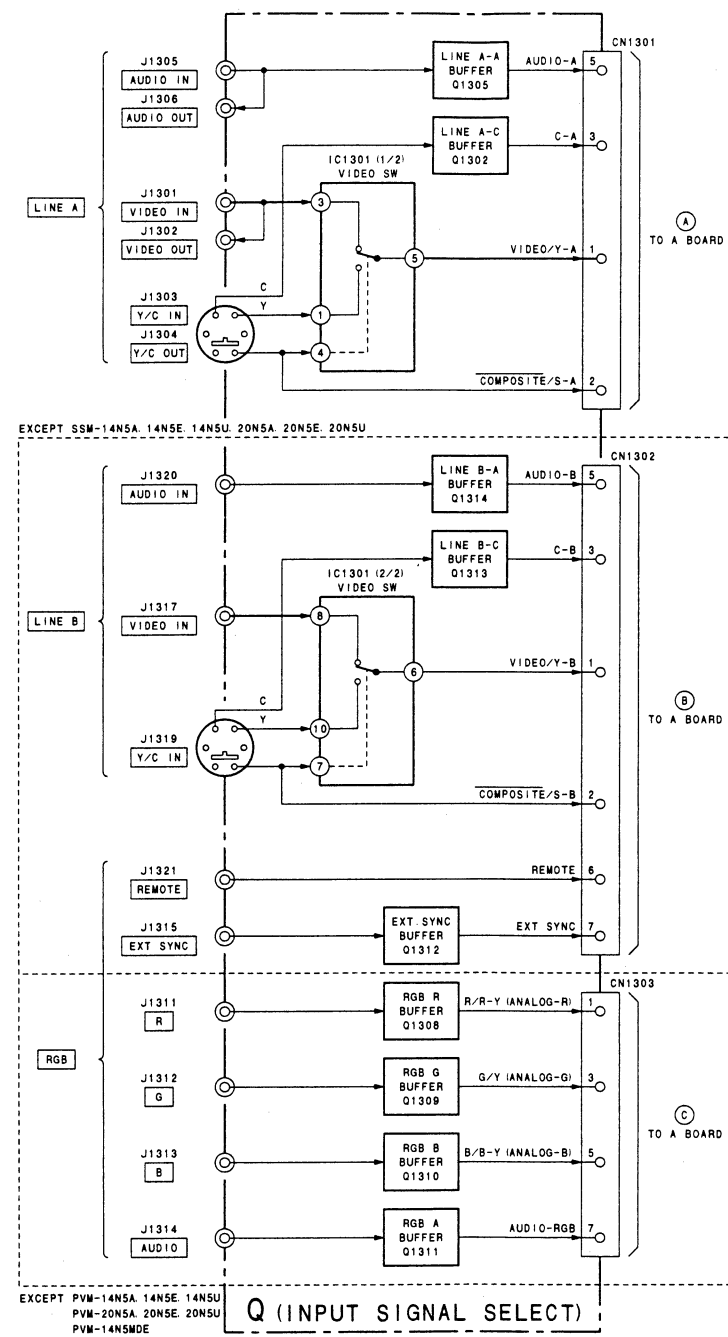 CN1301
J1305
AUDIO IN
LINE A-A
BUFFER
Q1305
AUDIO-A
5
J1306
AUDIO OUT
LINE A-C
BUFFER
Q1302
C-A
3
IC1301 (1/2)
VIDEO SW
LINE A
J1301
VIDEO IN
3
J1302
VIDEO OUT
5
VIDEO/Y-A
1
A
TO A BOARD
C
Y
J1303
Y/C IN
1
J1304
Y/C OUT
4
COMPOSITE/S-A
2
EXCEPT SSM-14N5A. 14N5E. 14N5U. 20N5A. 20N5E. 20N5U
CN1302
J1320
AUDIO IN
LINE B-A
BUFFER
Q1314
AUDIO-B
5
LINE B-C
BUFFER
Q1313
C-B
3
IC1301 (2/2)
VIDEO SW
LINE B
J1317
VIDEO IN
8
6
VIDEO/Y-B
1
B
TO A BOARD
C
Y
J1319
Y/C IN
10
7
COMPOSITE/S-B
2
J1321
REMOTE
REMOTE
6
J1315
EXT SYNC
EXT.SYNC
BUFFER
Q1312
EXT SYNC
7
CN1303
RGB
J1311
R
RGB R
BUFFER
Q1308
R/R-Y (ANALOG-R)
1
J1312
G
RGB G
BUFFER
Q1309
G/Y (ANALOG-G)
3
C
TO A BOARD
J1313
B
RGB B
BUFFER
Q1310
B/B-Y (ANALOG-B)
5
J1314
AUDIO
RGB A
BUFFER
Q1311
AUDIO-RGB
7
EXCEPT PVM-14N5A. 14N5E. 14N5U
PVM-20N5A. 20N5E. 20N5U
PVM-14N5MDE
Q (INPUT SIGNAL SELECT)